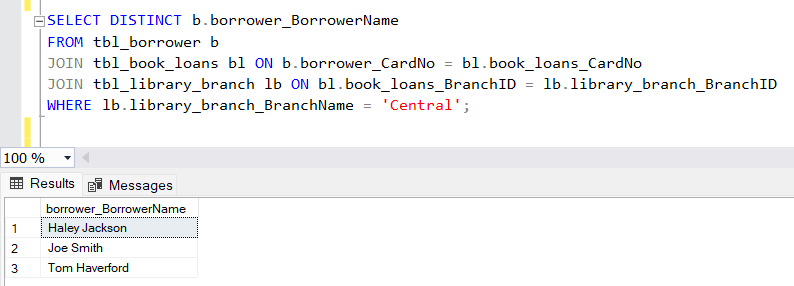 SELECT DISTINCT b.borrower_BorrowerName
FROM tbl_borrower b
JOIN tbl_book_loans bl ON b.borrower_CardNo = bl.book_loans_CardNo
JOIN tbl_library_branch lb ON bl.book_loans_BranchID = lb.library_branch_BranchID
WHERE lb.library_branch_BranchName = 'Central';
100 %
Results Messages
borrower_BorrowerName
1 Haley Jackson
2 Joe Smith
3 Tom Haverford